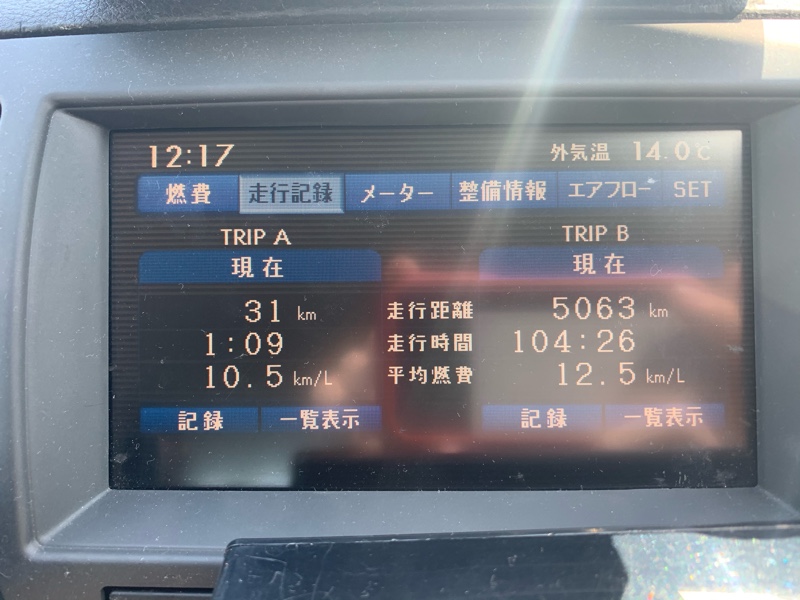 12:17 外気温 14.0℃
燃費 走行記録 メーター 整備情報 エアフロー SET
TRIP A TRIP B
現在 現在
31 km 走行距離 5063 km
1:09 走行時間 104:26
10.5 km/L 平均燃費 12.5 km/L
記録 一覧表示 記録 一覧表示